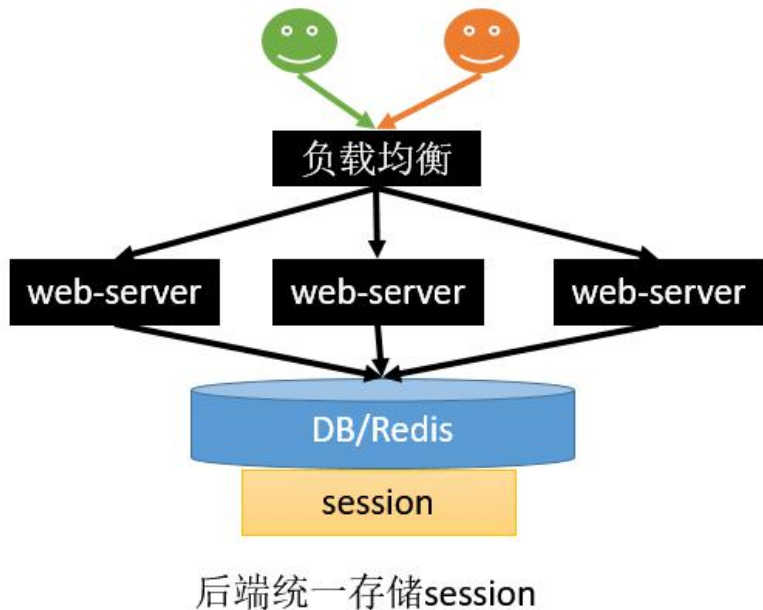 负载均衡
web-server
web-server
web-server
DB/Redis
session
后端统一存储session